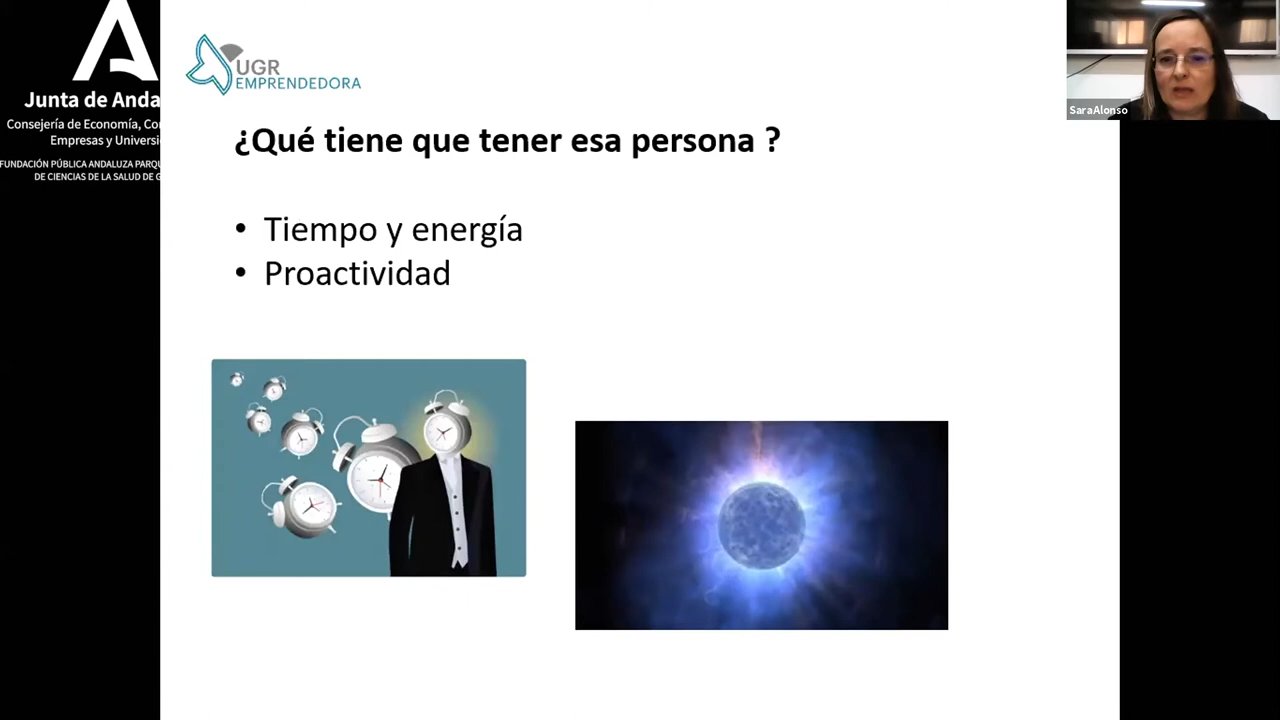 Junta de Anda
Consejería de Economía, Co
Empresas y Universi
FUNDACIÓN PÚBLICA ANDALUZA PARQ
DE CIENCIAS DE LA SALUD DE G
UGR
EMPRENDEDORA
¿Qué tiene que tener esa persona ?
• Tiempo y energía
• Proactividad
SaraAlonso